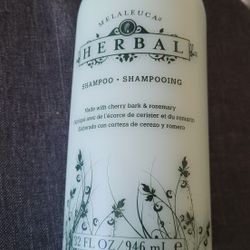 MELALEUCA®
HERBAL
SHAMPOO • SHAMPOOING
Made with cherry bark & rosemary
Fabriqué avec de l'écorce de cerisier et du romarin
Elaborado con corteza de cerezo y romero
32 FL OZ / 946 mL